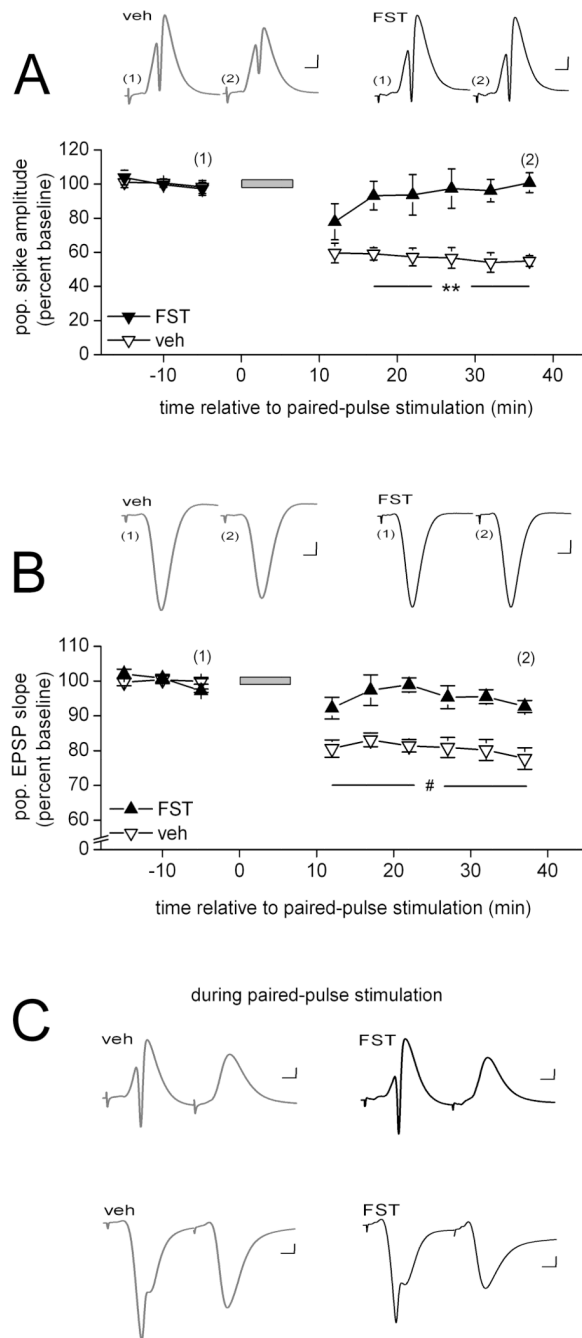 A
veh
FST
(1)
(2)
(1)
(2)
pop. spike amplitude
(percent baseline)
120
100
80
60
40
20
0
(1)
(2)
**
FST
veh
-10 0 10 20 30 40
time relative to paired-pulse stimulation (min)
B
veh
FST
(1)
(2)
(1)
(2)
pop. EPSP slope
(percent baseline)
110
100
90
80
70
60
0
(1)
(2)
#
FST
veh
-10 0 10 20 30 40
time relative to paired-pulse stimulation (min)
C
during paired-pulse stimulation
veh
FST
veh
FST